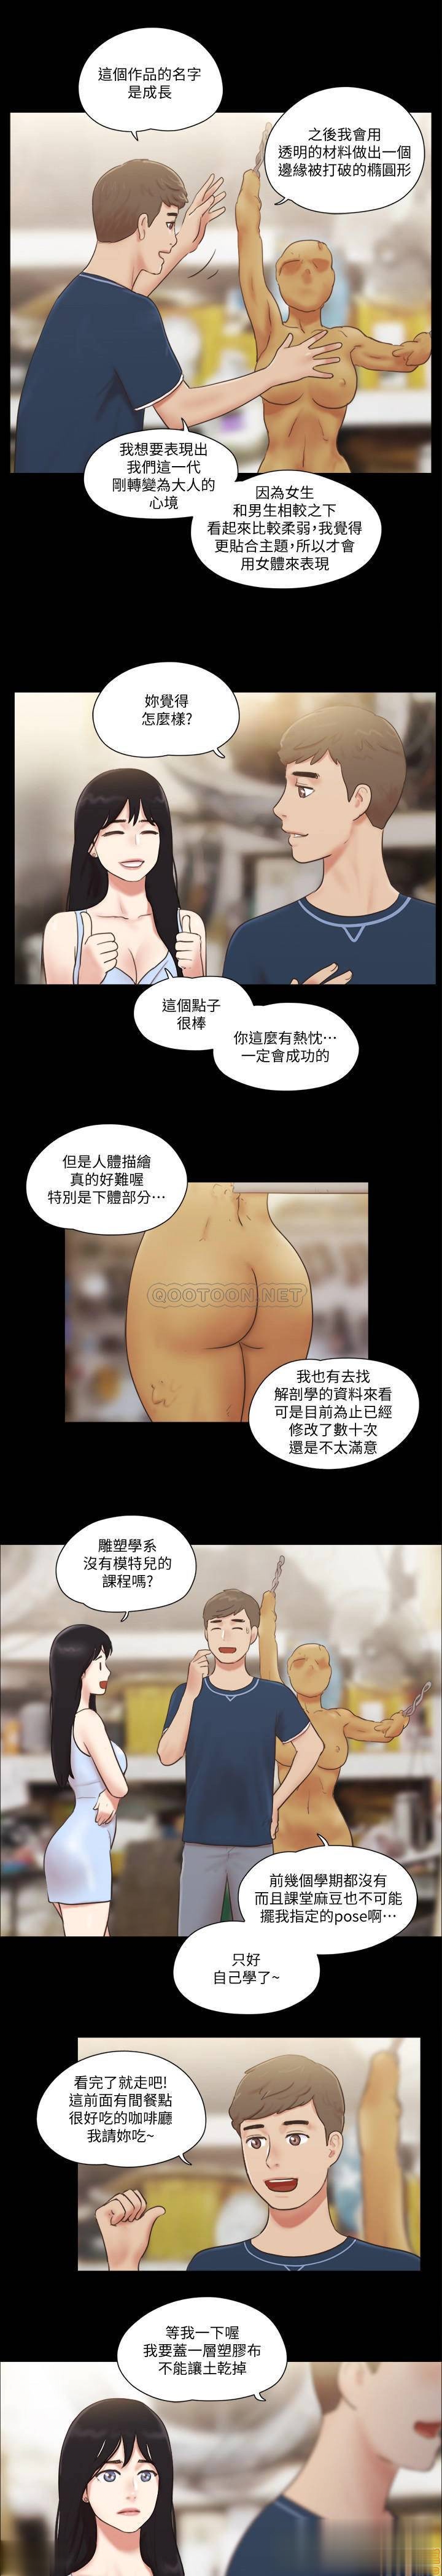 這個作品的名字
是成長
之後我會用
透明的材料做出一個
邊緣被打破的橢圓形
我想要表現出
我們這一代
剛轉變為大人的
心境
因為女生
和男生相較之下
看起來比較柔弱,我覺得
更貼合主題,所以才會
用女體來表現
妳覺得
怎麼樣?
這個點子
很棒
你這麼有熱忱…
一定會成功的
但是人體描繪
真的好難喔
特別是下體部分…
QOOTOON.NET
我也有去找
解剖學的資料來看
可是目前為止已經
修改了數十次
還是不太滿意
雕塑學系
沒有模特兒的
課程嗎?
前幾個學期都沒有
而且課堂麻豆也不可能
擺我指定的pose啊…
只好
自己學了~
看完了就走吧!
這前面有間餐點
很好吃的咖啡廳
我請妳吃~
等我一下喔
我要蓋一層塑膠布
不能讓土乾掉